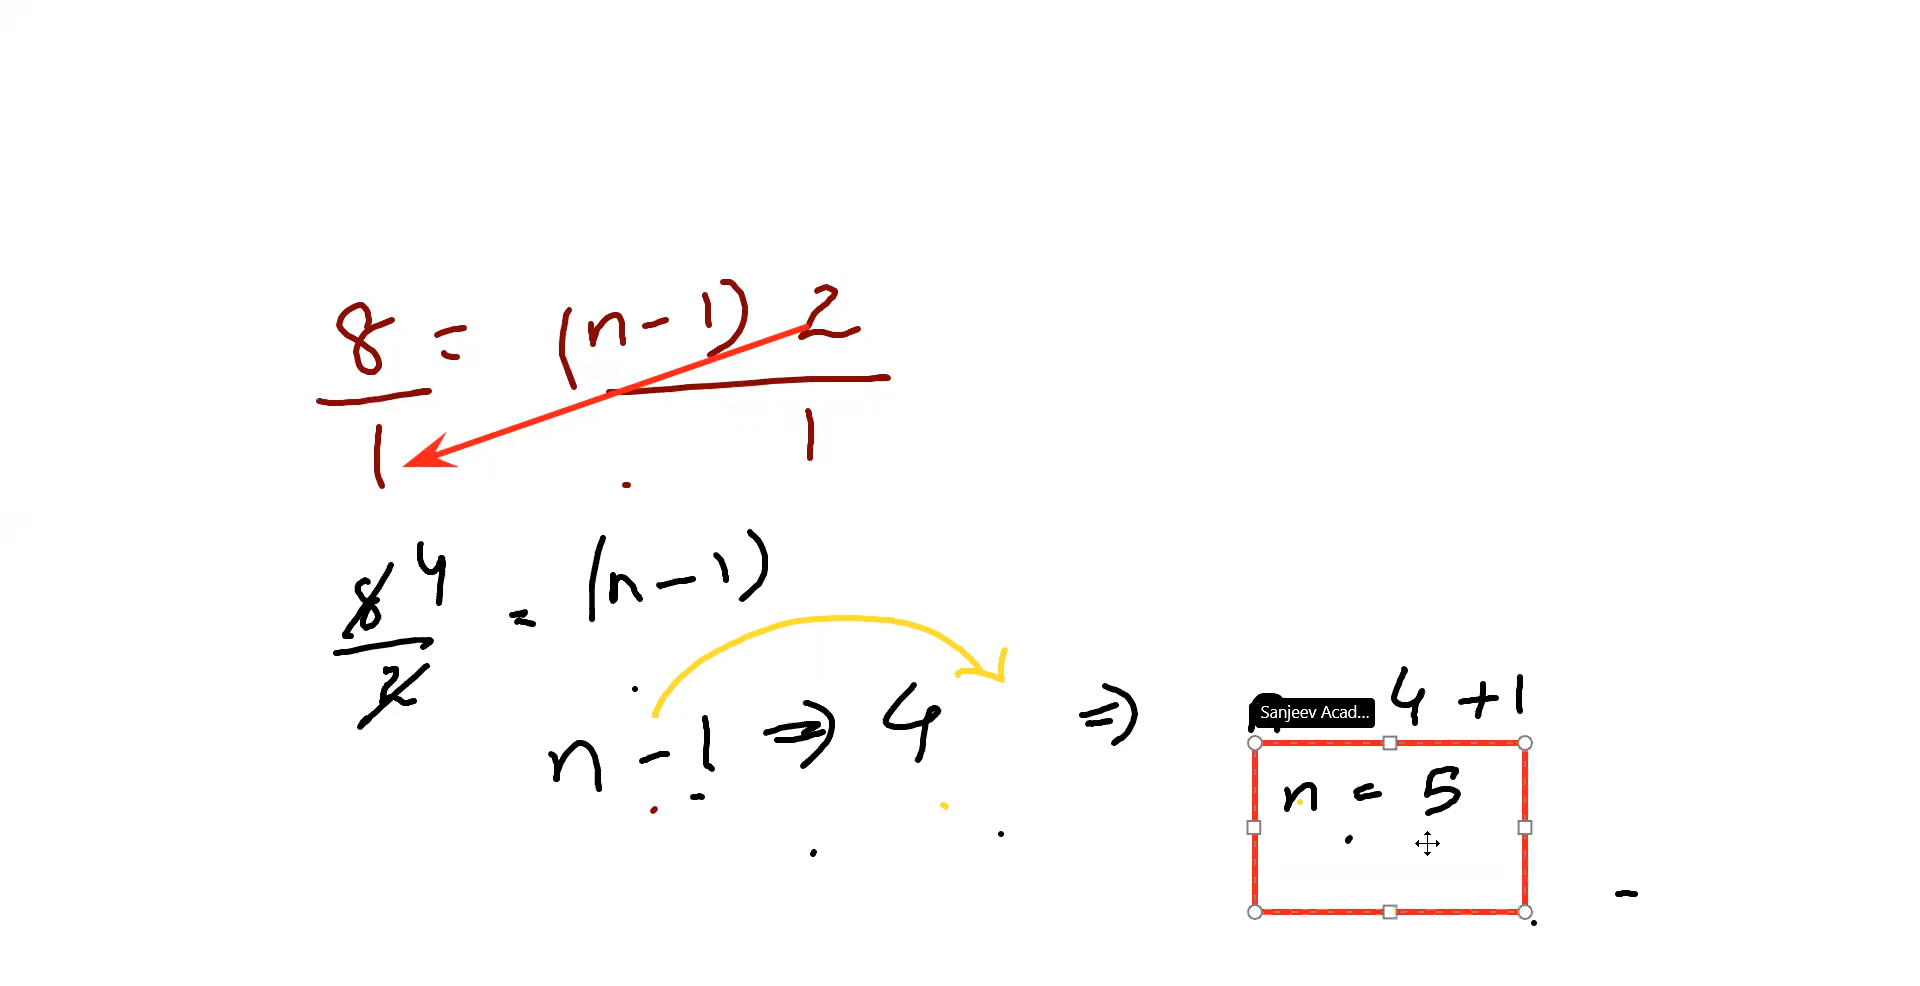 8 = (n-1) 2
1 1
8 4 = (n-1)
2
n - 1 ⇒ 4 ⇒ 4 + 1
Sanjeev Acad...
n = 5